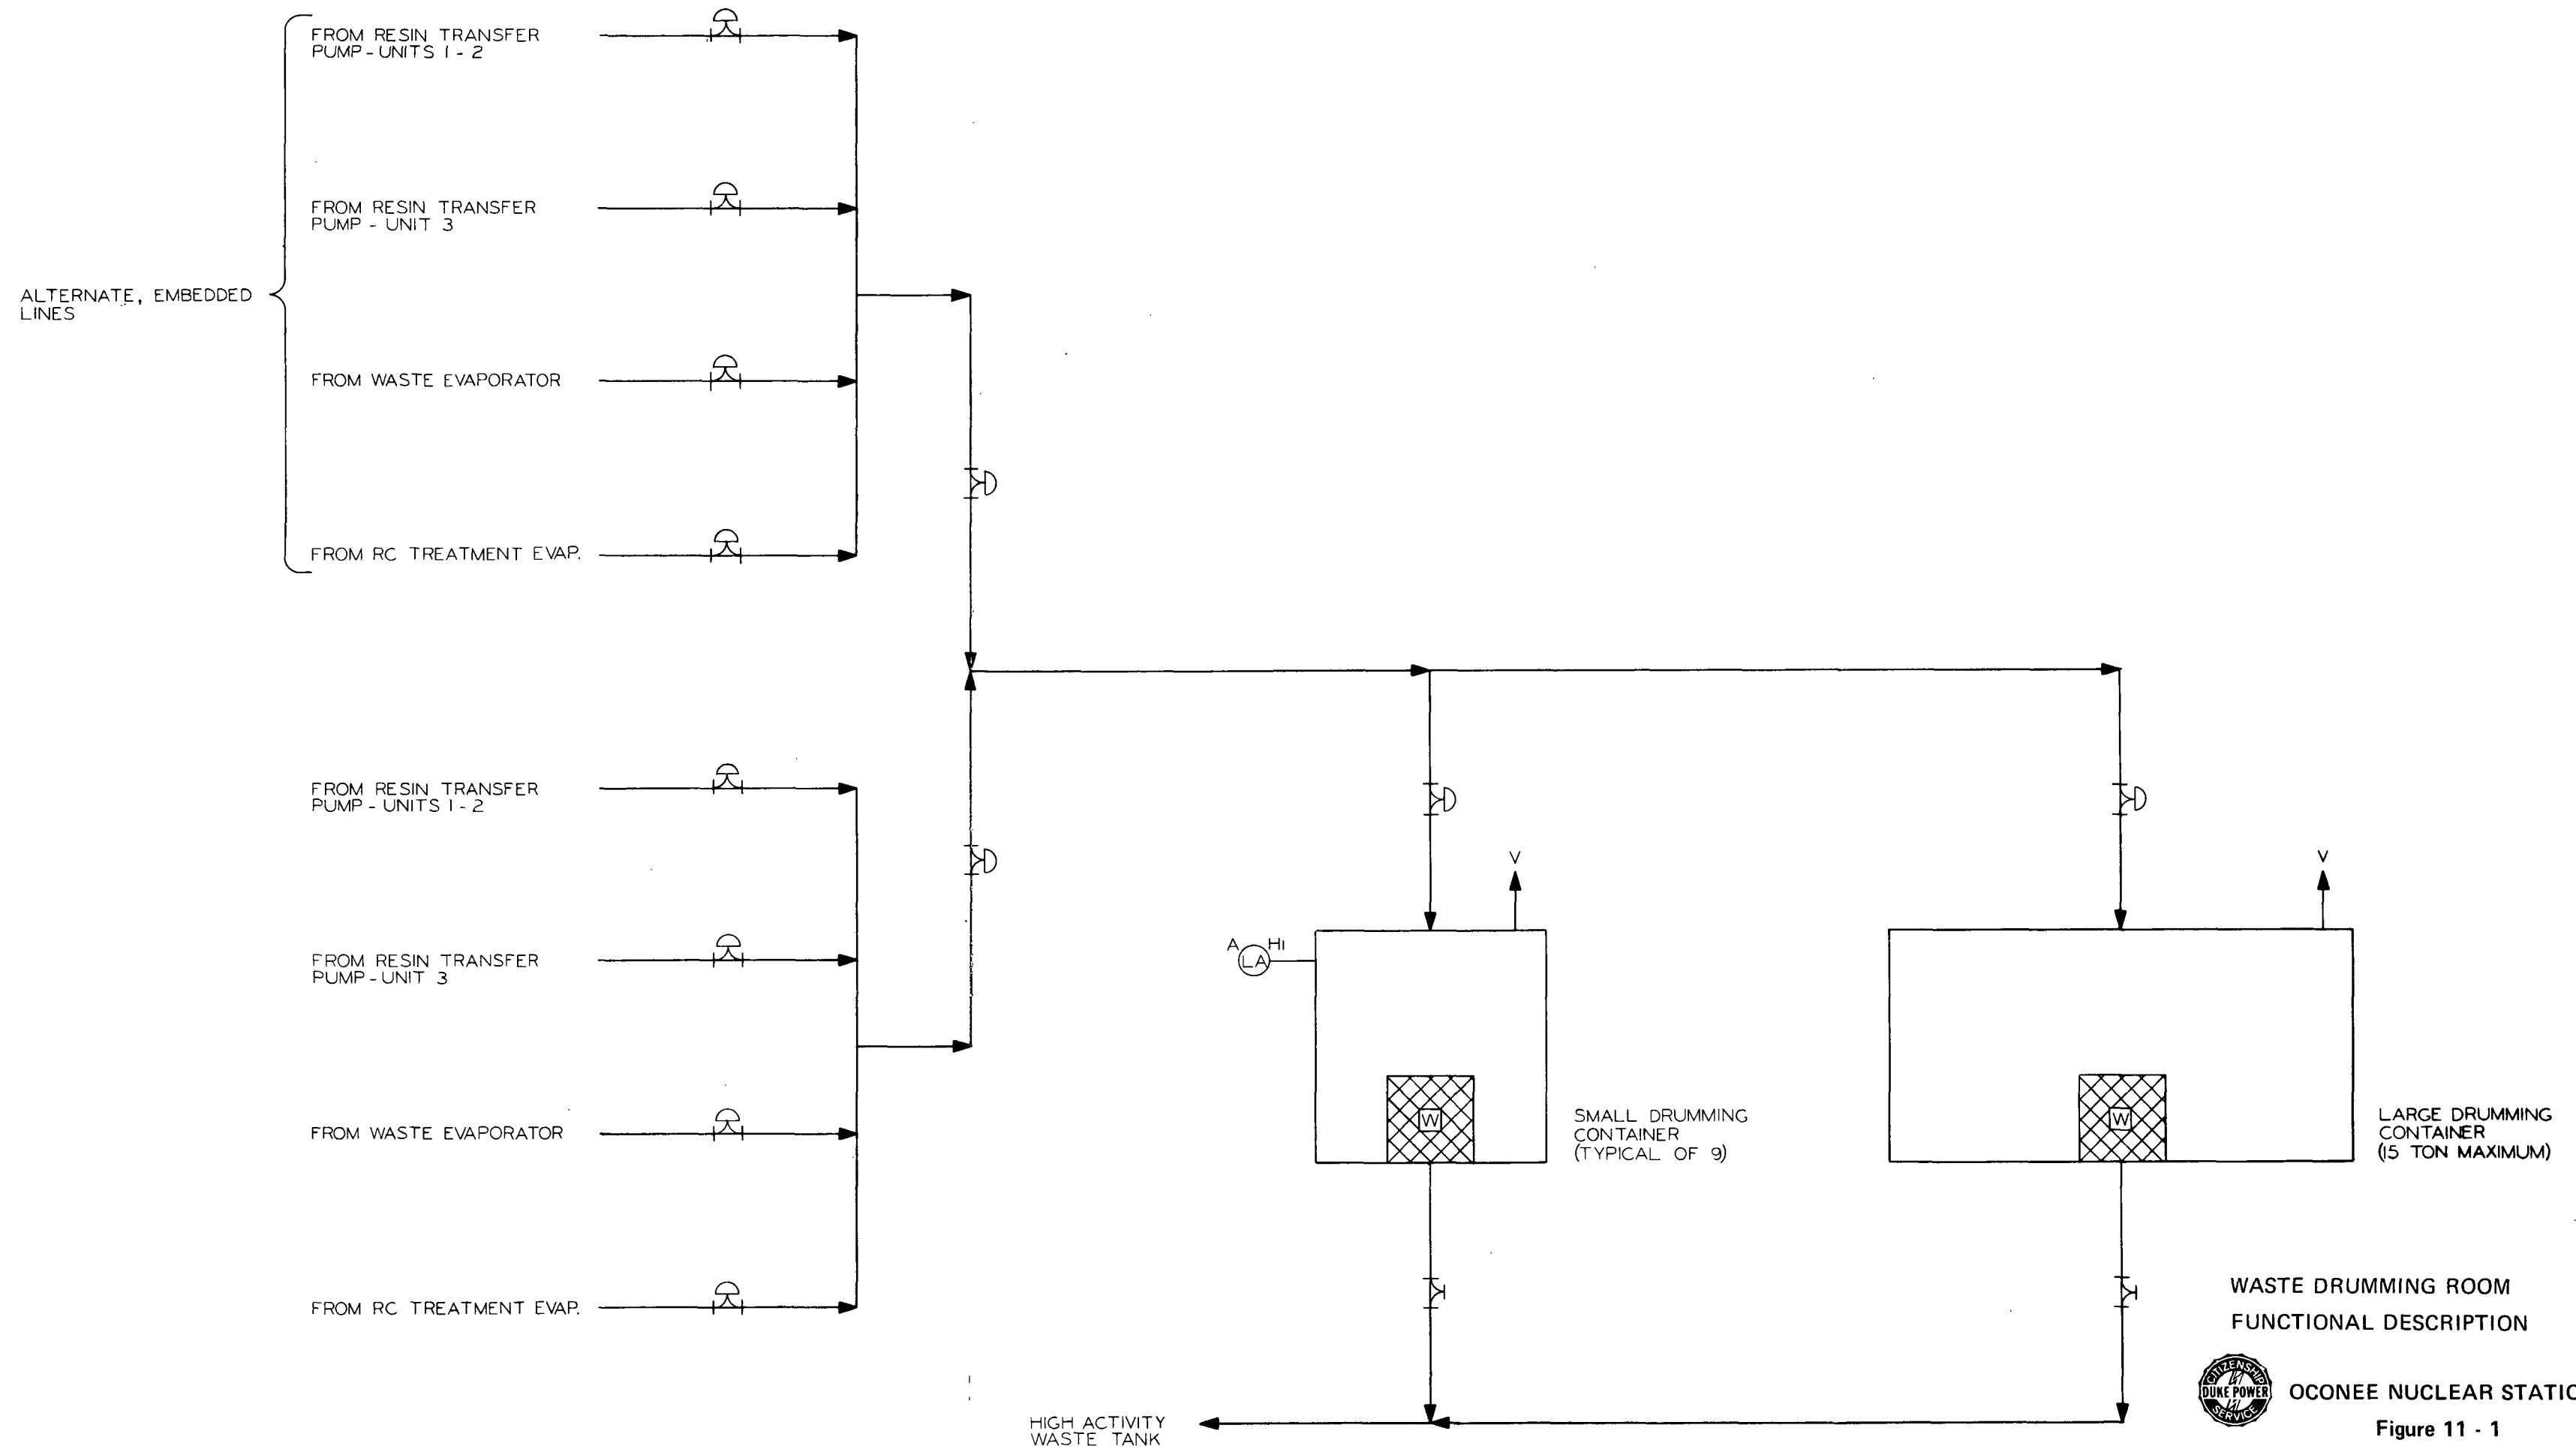 FROM RESIN TRANSFER
PUMP - UNITS 1 - 2
FROM RESIN TRANSFER
PUMP - UNIT 3
ALTERNATE, EMBEDDED
LINES
FROM WASTE EVAPORATOR
FROM RC TREATMENT EVAP.
FROM RESIN TRANSFER
PUMP - UNITS 1 - 2
FROM RESIN TRANSFER
PUMP - UNIT 3
FROM WASTE EVAPORATOR
FROM RC TREATMENT EVAP.
V
V
A
HI
LA
W
W
SMALL DRUMMING
CONTAINER
(TYPICAL OF 9)
LARGE DRUMMING
CONTAINER
(15 TON MAXIMUM)
HIGH ACTIVITY
WASTE TANK
WASTE DRUMMING ROOM
FUNCTIONAL DESCRIPTION
CITIZENSHIP
DUKE POWER
SERVICE
OCONEE NUCLEAR STATIO
Figure 11 - 1